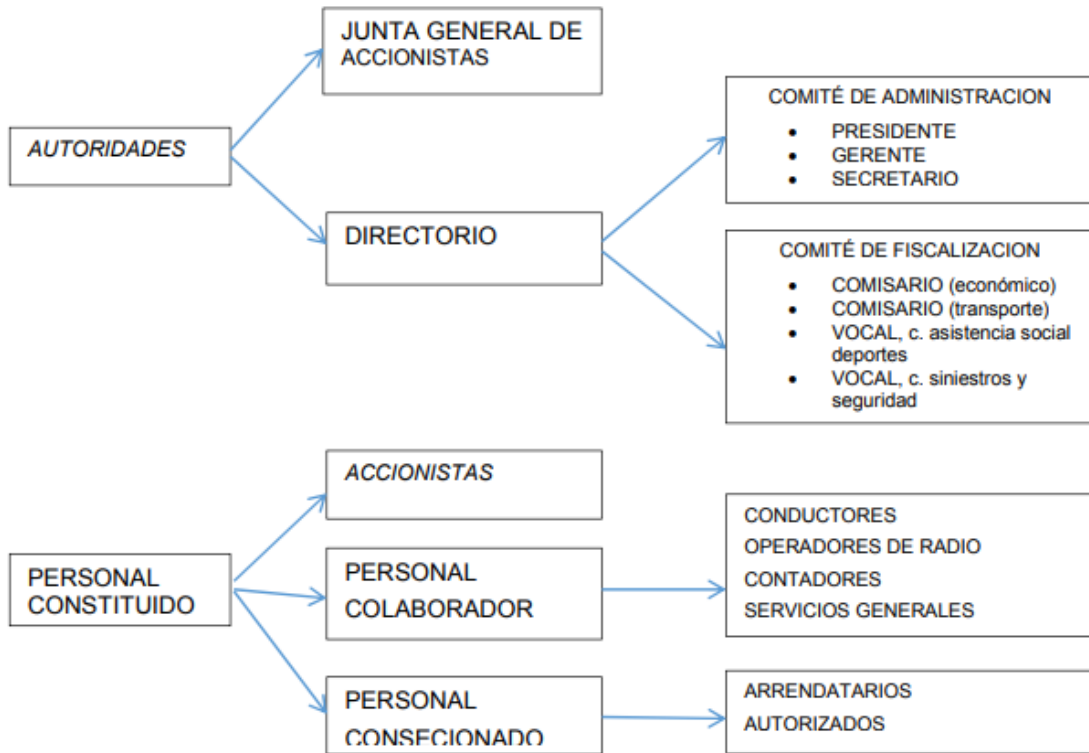 JUNTA GENERAL DE
ACCIONISTAS
AUTORIDADES
DIRECTORIO
COMITÉ DE ADMINISTRACION
• PRESIDENTE
• GERENTE
• SECRETARIO
COMITÉ DE FISCALIZACION
• COMISARIO (económico)
• COMISARIO (transporte)
• VOCAL, c. asistencia social
deportes
• VOCAL, c. siniestros y
seguridad
PERSONAL
CONSTITUIDO
ACCIONISTAS
PERSONAL
COLABORADOR
CONDUCTORES
OPERADORES DE RADIO
CONTADORES
SERVICIOS GENERALES
PERSONAL
CONSECIONADO
ARRENDATARIOS
AUTORIZADOS